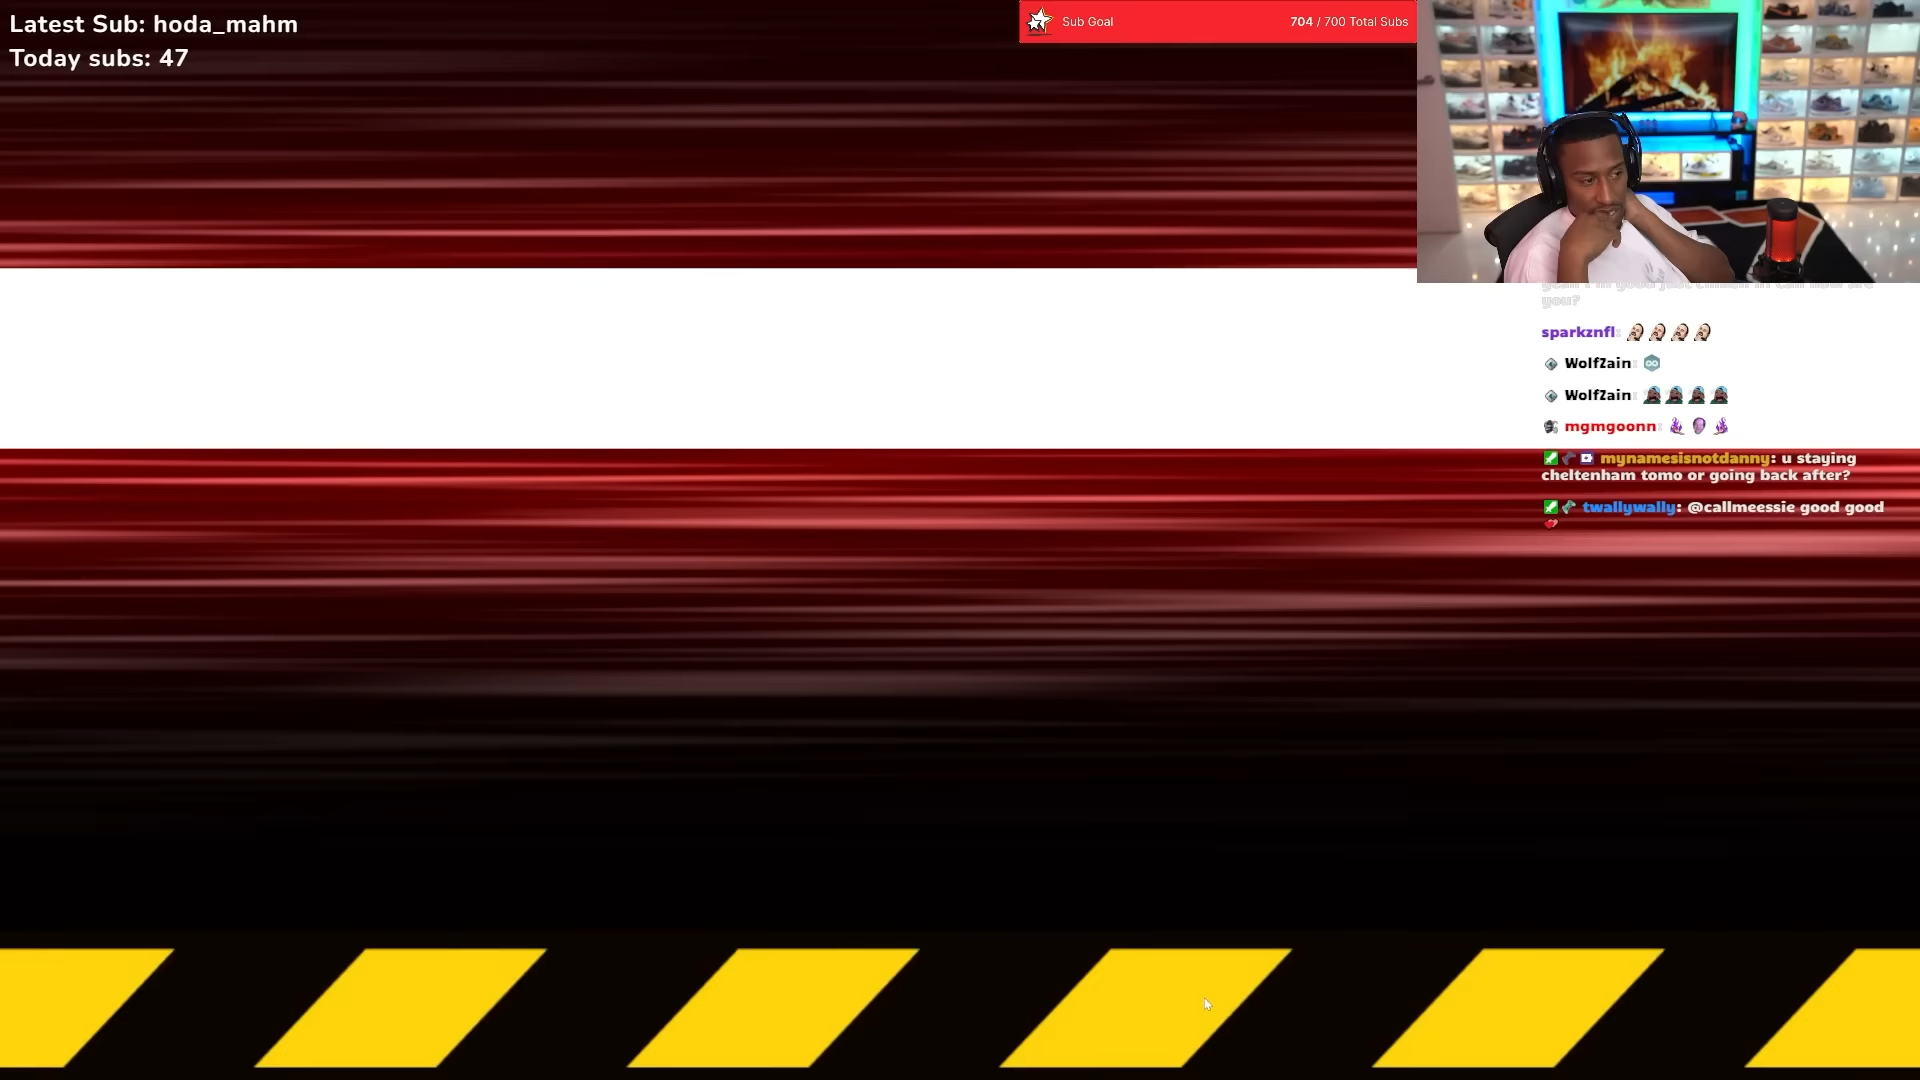 Latest Sub: hoda_mahm
Today subs: 47
Sub Goal
704 / 700 Total Subs
you?
sparkznfl:
WolfZain:
WolfZain:
mgmgoonn:
mynamesisnotdanny: u staying
cheltenham tomo or going back after?
twallywally: @callmeessie good good